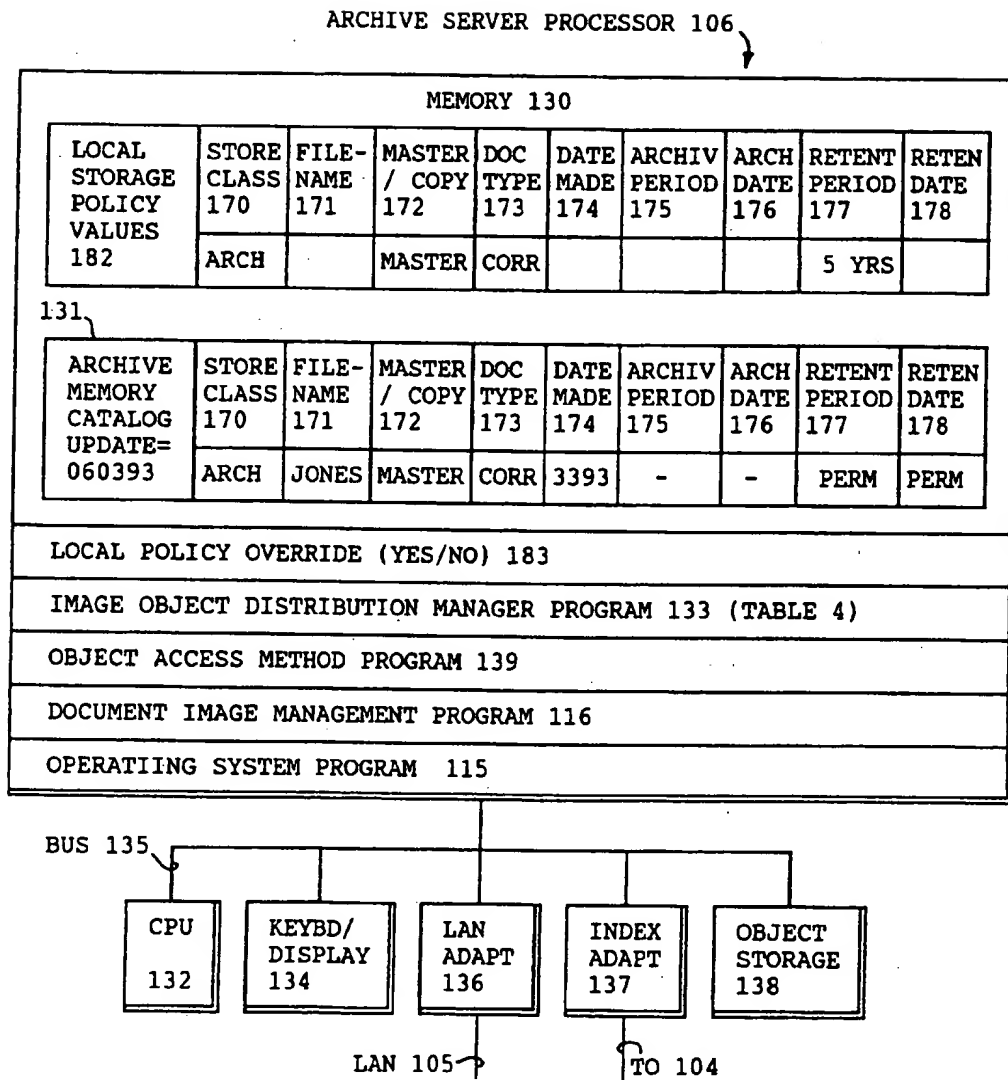 ARCHIVE SERVER PROCESSOR 106
MEMORY 130
LOCAL STORAGE POLICY VALUES 182
STORE CLASS 170
FILE-NAME 171
MASTER / COPY 172
DOC TYPE 173
DATE MADE 174
ARCHIV PERIOD 175
ARCH DATE 176
RETENT PERIOD 177
RETEN DATE 178
ARCH MASTER CORR 5 YRS
131
ARCHIVE MEMORY CATALOG UPDATE= 060393
STORE CLASS 170
FILE-NAME 171
MASTER / COPY 172
DOC TYPE 173
DATE MADE 174
ARCHIV PERIOD 175
ARCH DATE 176
RETENT PERIOD 177
RETEN DATE 178
ARCH JONES MASTER CORR 3393 - - PERM PERM
LOCAL POLICY OVERRIDE (YES/NO) 183
IMAGE OBJECT DISTRIBUTION MANAGER PROGRAM 133 (TABLE 4)
OBJECT ACCESS METHOD PROGRAM 139
DOCUMENT IMAGE MANAGEMENT PROGRAM 116
OPERATIING SYSTEM PROGRAM 115
BUS 135
CPU 132
KEYBD/ DISPLAY 134
LAN ADAPT 136
INDEX ADAPT 137
OBJECT STORAGE 138
LAN 105
TO 104